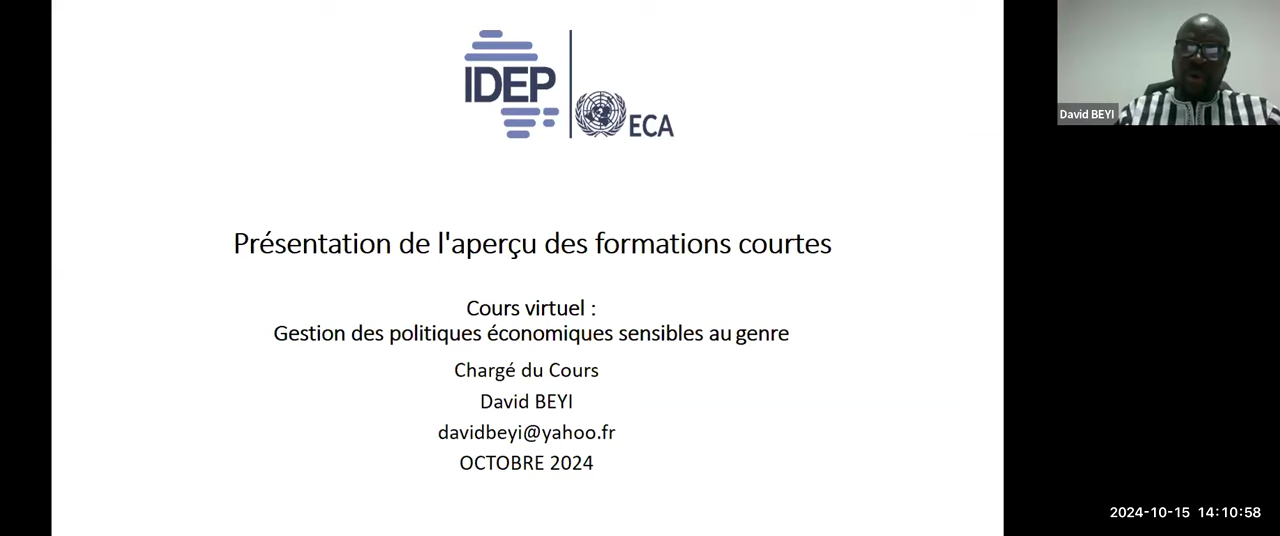 IDEP
ECA
Présentation de l'aperçu des formations courtes
Cours virtuel :
Gestion des politiques économiques sensibles au genre
Chargé du Cours
David BEYI
davidbeyi@yahoo.fr
OCTOBRE 2024
David BEYI
2024-10-15 14:10:58